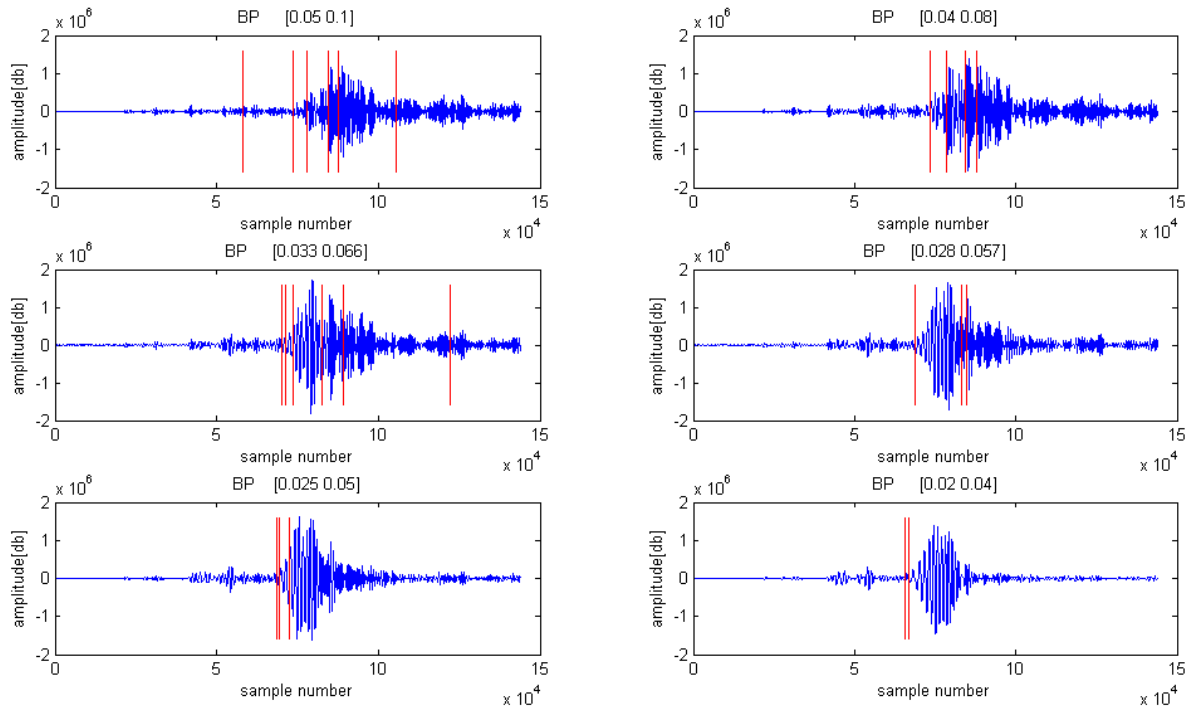 BP [0.05 0.1]
x 10^6
2
1
0
-1
-2
amplitude[db]
0 5 10 15
sample number
x 10^4
BP [0.04 0.08]
x 10^6
2
1
0
-1
-2
amplitude[db]
0 5 10 15
sample number
x 10^4
BP [0.033 0.066]
x 10^6
2
1
0
-1
-2
amplitude[db]
0 5 10 15
sample number
x 10^4
BP [0.028 0.057]
x 10^6
2
1
0
-1
-2
amplitude[db]
0 5 10 15
sample number
x 10^4
BP [0.025 0.05]
x 10^6
2
1
0
-1
-2
amplitude[db]
0 5 10 15
sample number
x 10^4
BP [0.02 0.04]
x 10^6
2
1
0
-1
-2
amplitude[db]
0 5 10 15
sample number
x 10^4